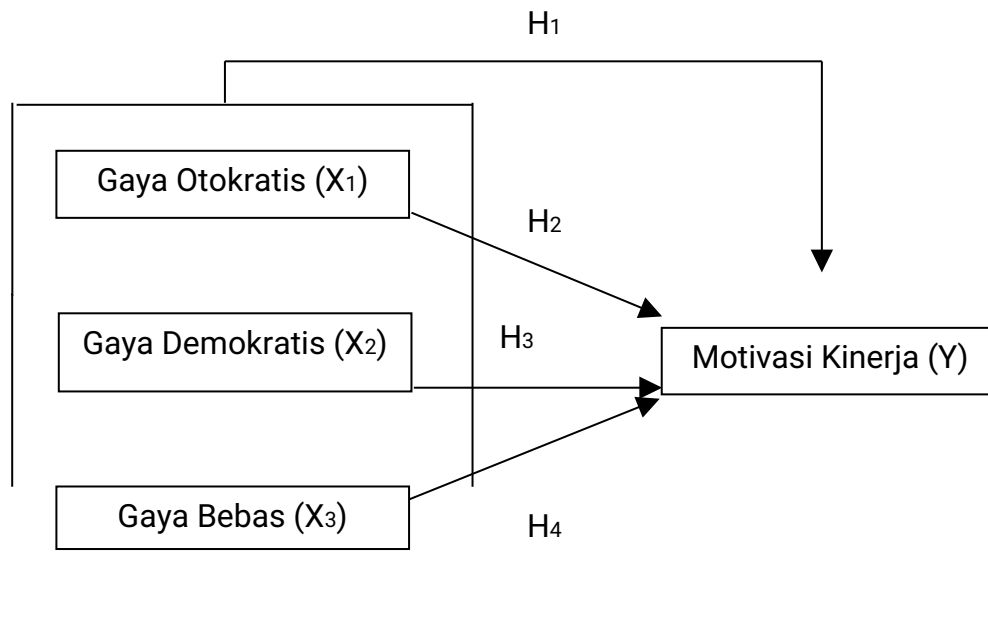 H1
Gaya Otokratis (X1)
H2
Gaya Demokratis (X2)
H3
Motivasi Kinerja (Y)
Gaya Bebas (X3)
H4